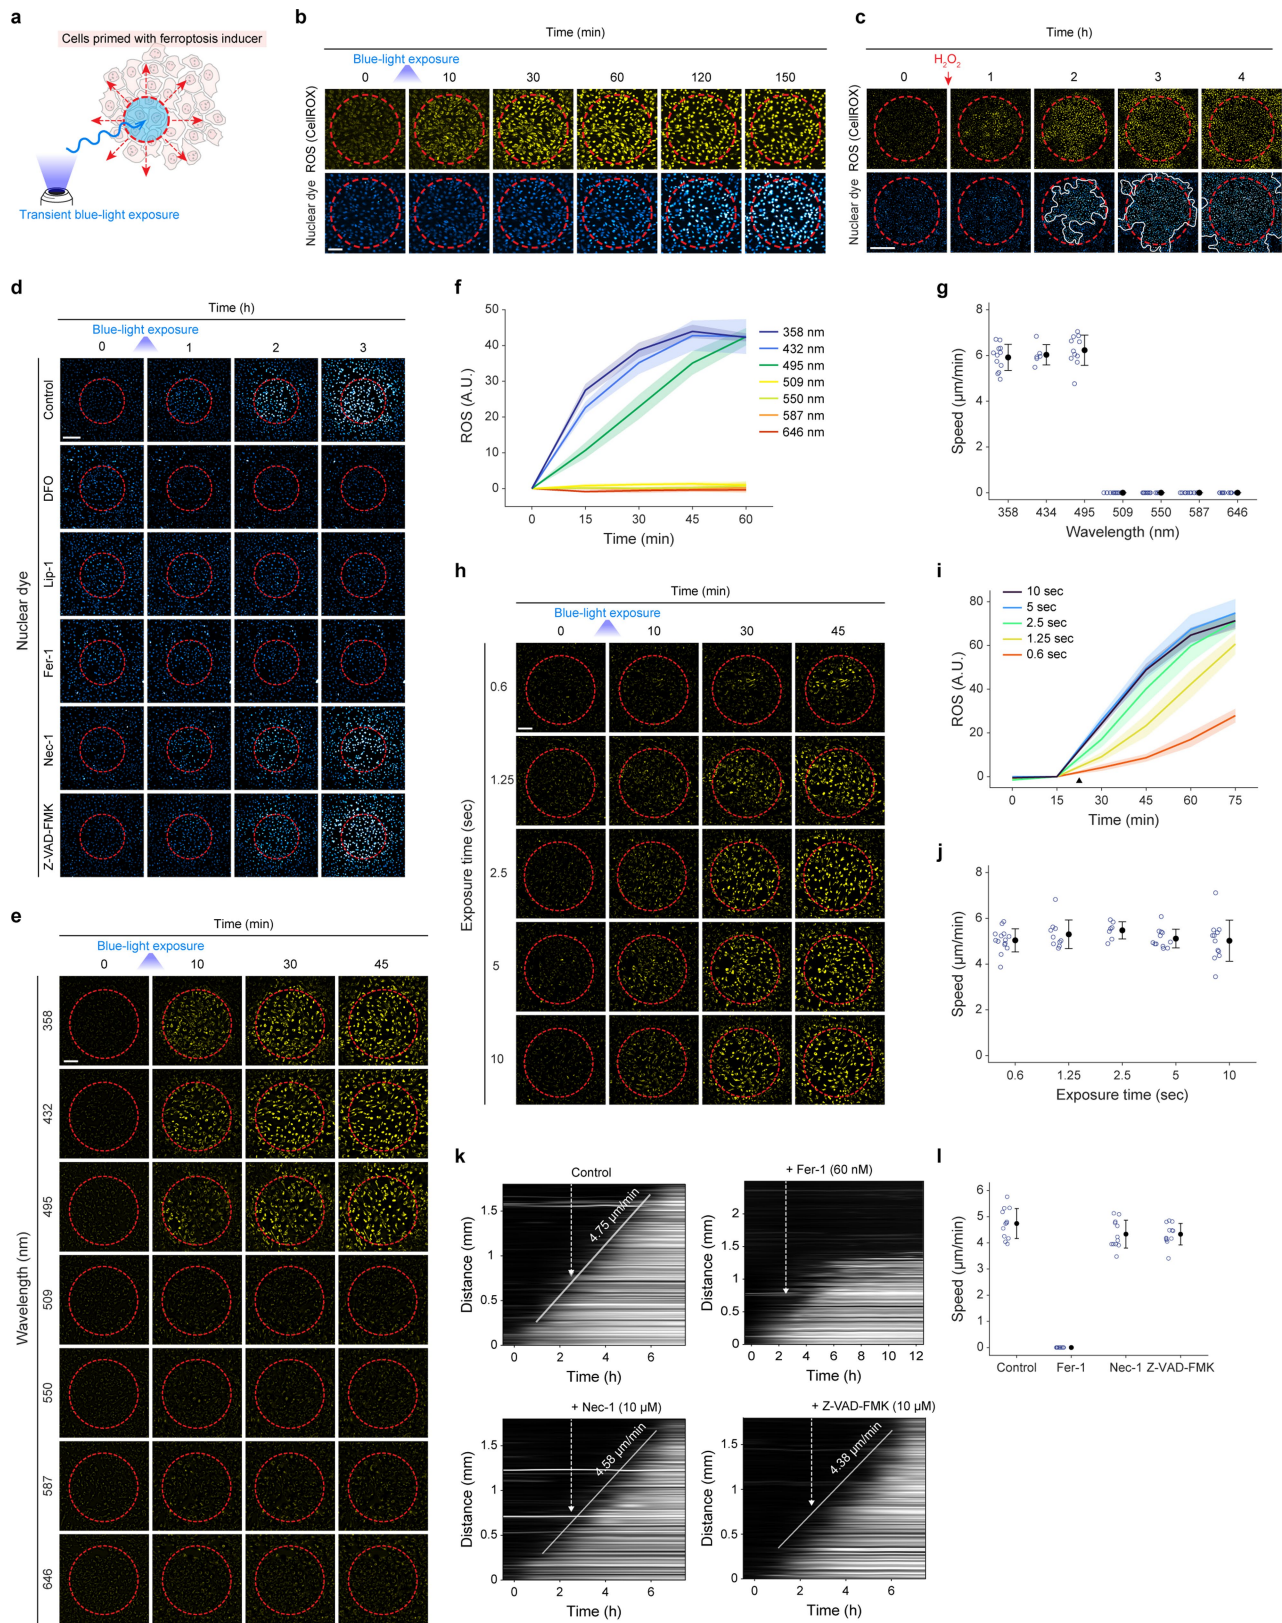 a
Cells primed with ferroptosis inducer
Transient blue-light exposure
b
Time (min)
Blue-light exposure
0 10 30 60 120 150
ROS (CellROX)
Nuclear dye
c
Time (h)
H2O2
0 1 2 3 4
ROS (CellROX)
Nuclear dye
d
Time (h)
Blue-light exposure
0 1 2 3
Nuclear dye
Control
DFO
Lip-1
Fer-1
Nec-1
Z-VAD-FMK
e
Time (min)
Blue-light exposure
0 10 30 45
Wavelength (nm)
358
432
495
509
550
587
646
f
ROS (A.U.)
50
40
30
20
10
0
0 15 30 45 60
Time (min)
358 nm
432 nm
495 nm
509 nm
550 nm
587 nm
646 nm
g
Speed (µm/min)
8
6
4
2
0
358 434 495 509 550 587 646
Wavelength (nm)
h
Time (min)
Blue-light exposure
0 10 30 45
Exposure time (sec)
0.6
1.25
2.5
5
10
i
10 sec
5 sec
2.5 sec
1.25 sec
0.6 sec
ROS (A.U.)
80
60
40
20
0
0 15 30 45 60 75
Time (min)
j
Speed (µm/min)
8
6
4
2
0
0.6 1.25 2.5 5 10
Exposure time (sec)
k
Control
4.75 µm/min
Distance (mm)
1.5
1
0.5
0
0 2 4 6
Time (h)
+ Fer-1 (60 nM)
Distance (mm)
2
1.5
1
0.5
0
0 2 4 6 8 10 12
Time (h)
+ Nec-1 (10 µM)
4.58 µm/min
Distance (mm)
1.5
1
0.5
0
0 2 4 6
Time (h)
+ Z-VAD-FMK (10 µM)
4.38 µm/min
Distance (mm)
1.5
1
0.5
0
0 2 4 6
Time (h)
l
Speed (µm/min)
6
5
4
3
2
1
0
Control Fer-1 Nec-1 Z-VAD-FMK